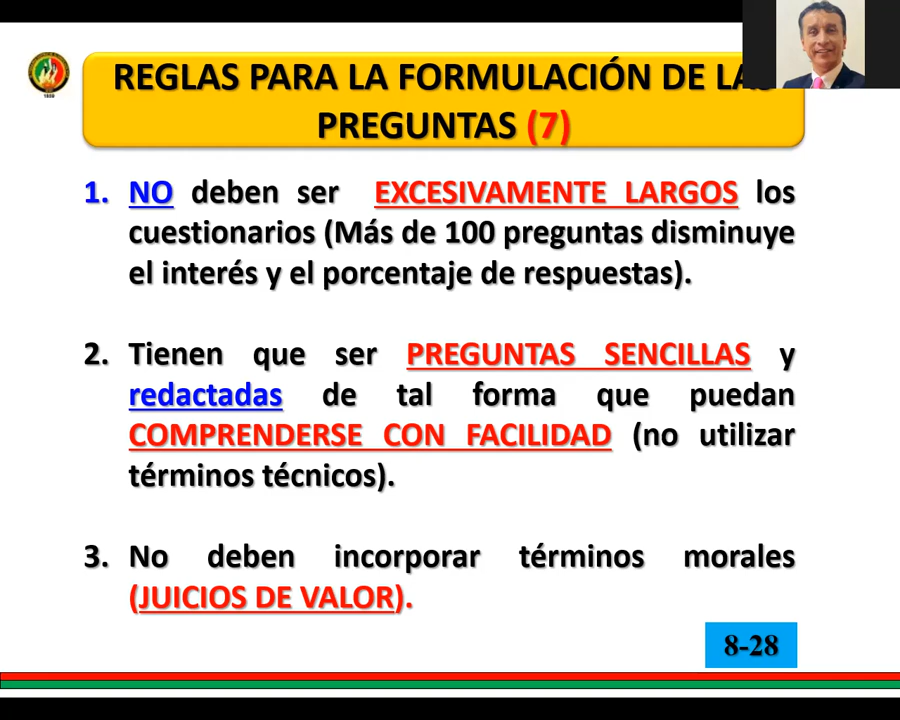 REGLAS PARA LA FORMULACIÓN DE LAS
PREGUNTAS (7)
1. NO deben ser EXCESIVAMENTE LARGOS los
cuestionarios (Más de 100 preguntas disminuye
el interés y el porcentaje de respuestas).
2. Tienen que ser PREGUNTAS SENCILLAS y
redactadas de tal forma que puedan
COMPRENDERSE CON FACILIDAD (no utilizar
términos técnicos).
3. No deben incorporar términos morales
(JUICIOS DE VALOR).
8-28